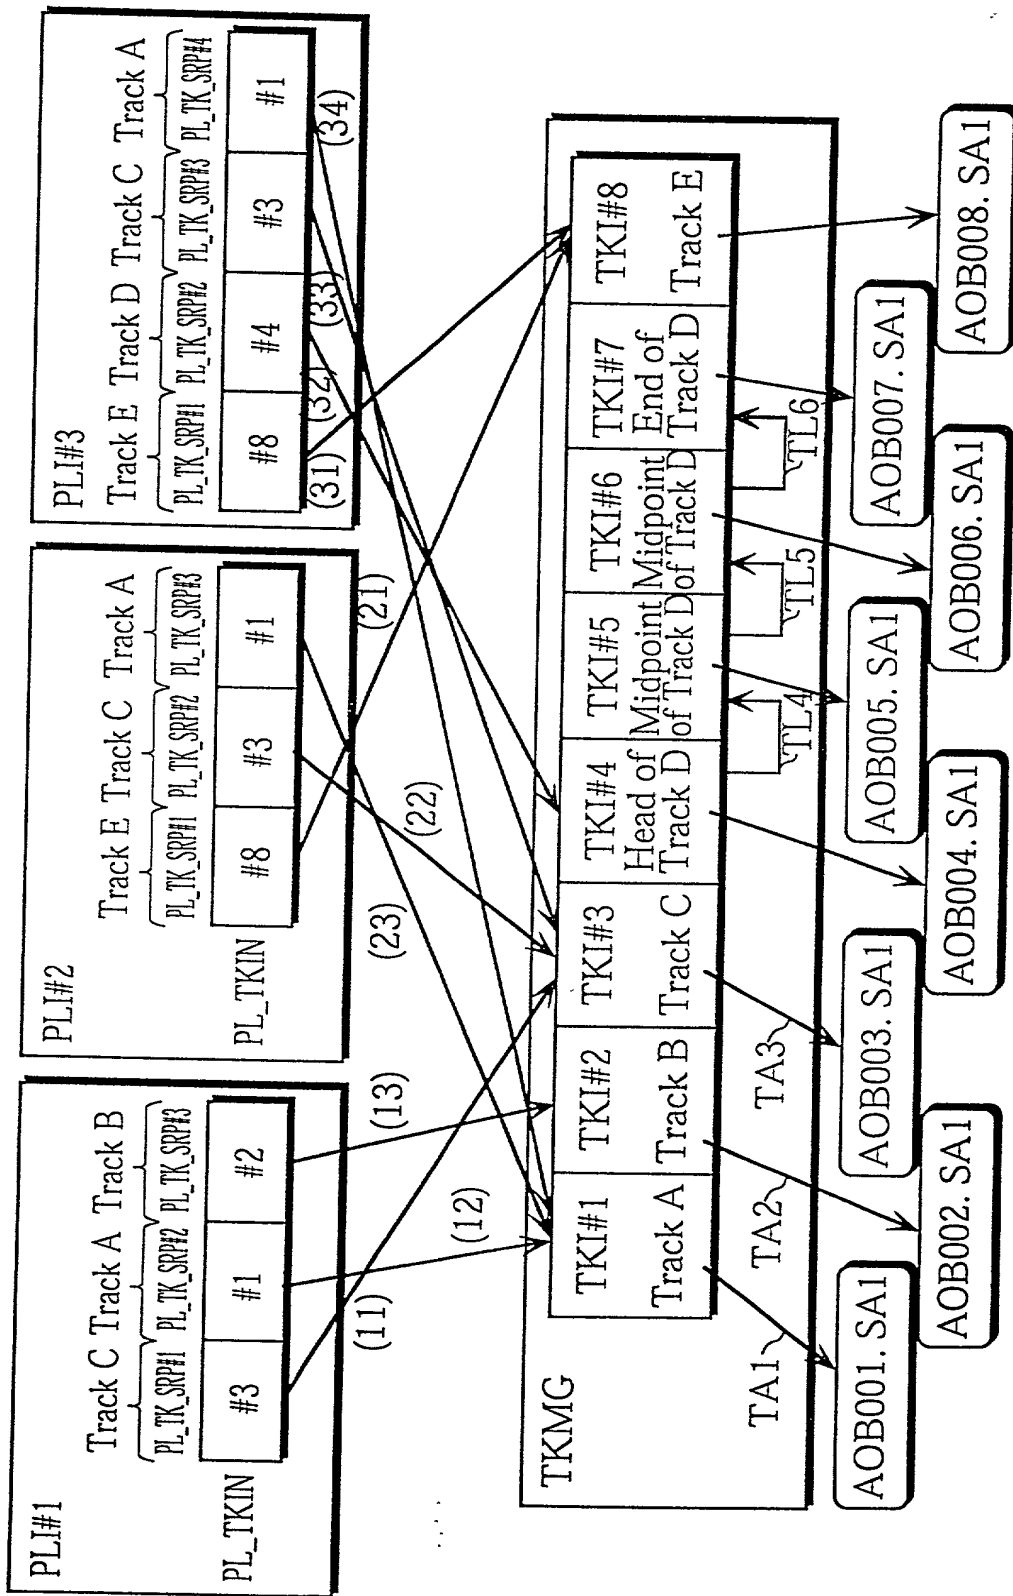 PLI#1
Track C Track A Track B
PL_TK_SRP#1 PL_TK_SRP#2 PL_TK_SRP#3
PL_TKIN
#3 #1 #2
PLI#2
Track E Track C Track A
PL_TK_SRP#1 PL_TK_SRP#2 PL_TK_SRP#3
PL_TKIN
#8 #3 #1
PLI#3
Track E Track D Track C Track A
PL_TK_SRP#1 PL_TK_SRP#2 PL_TK_SRP#3 PL_TK_SRP#4
#8 #4 #3 #1
(11) (12) (13)
(23) (22) (21)
(31) (32) (33) (34)
TKMG
TKI#1
Track A
TKI#2
Track B
TKI#3
Track C
TKI#4
Head of
Track D
TKI#5
Midpoint
of Track D
TKI#6
Midpoint
of Track D
TKI#7
End of
Track D
TKI#8
Track E
TA1 TA2 TA3 TL4 TL5 TL6
AOB001. SA1
AOB002. SA1
AOB003. SA1
AOB004. SA1
AOB005. SA1
AOB006. SA1
AOB007. SA1
AOB008. SA1